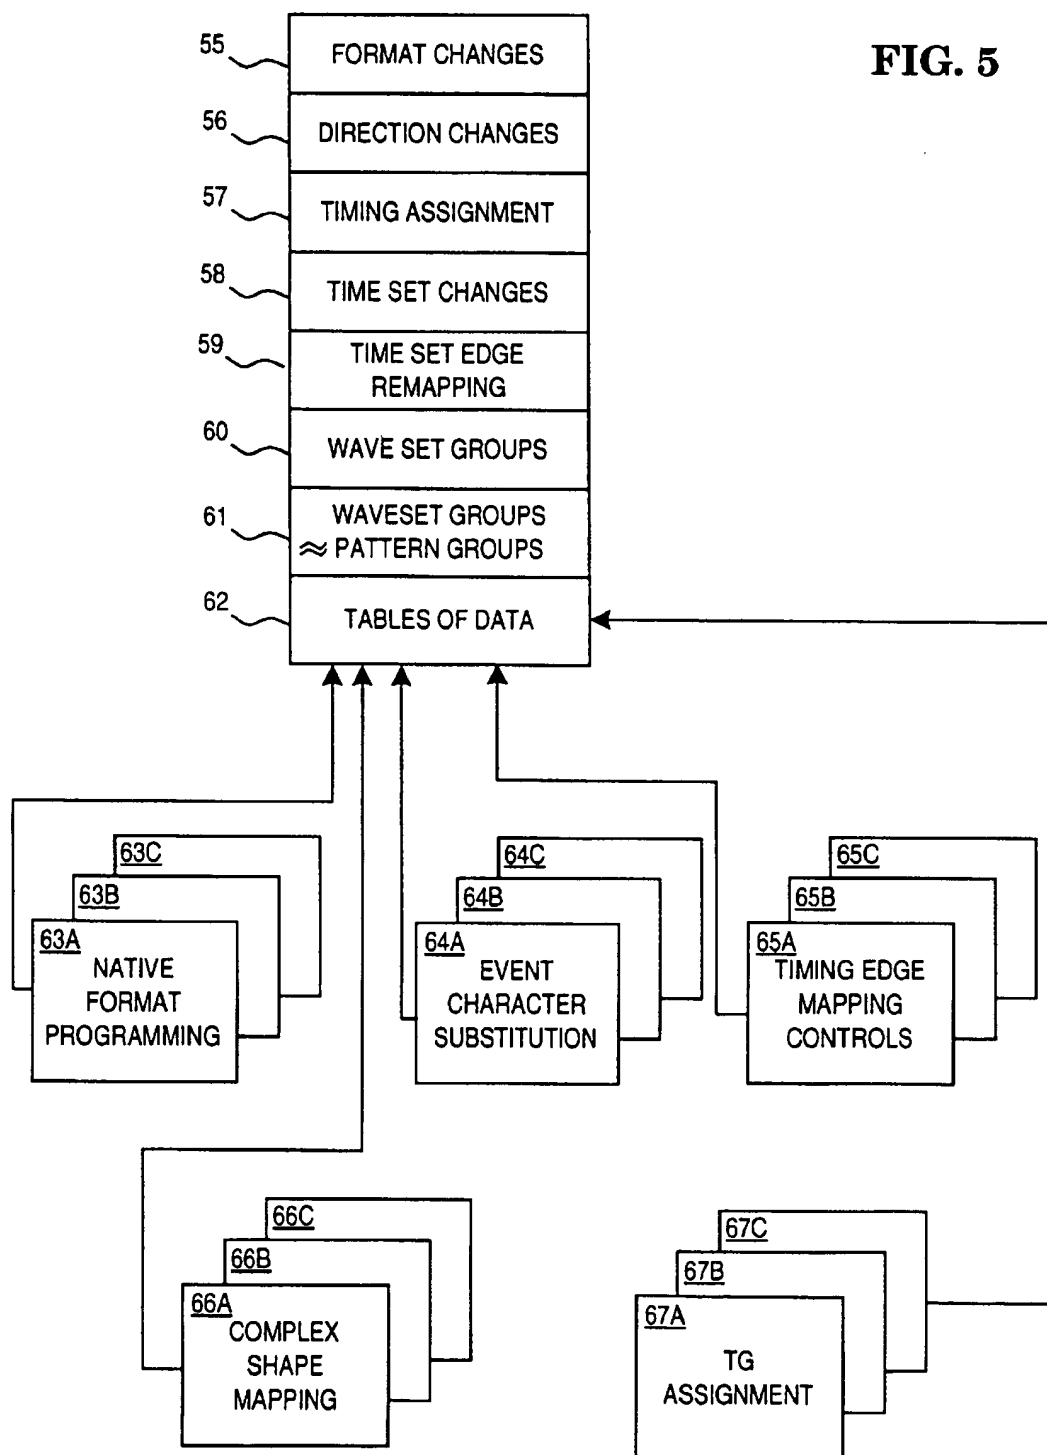 FIG. 5
55
FORMAT CHANGES
56
DIRECTION CHANGES
57
TIMING ASSIGNMENT
58
TIME SET CHANGES
59
TIME SET EDGE
REMAPPING
60
WAVE SET GROUPS
61
WAVESET GROUPS
≈ PATTERN GROUPS
62
TABLES OF DATA
63C
63B
63A
NATIVE
FORMAT
PROGRAMMING
64C
64B
64A
EVENT
CHARACTER
SUBSTITUTION
65C
65B
65A
TIMING EDGE
MAPPING
CONTROLS
66C
66B
66A
COMPLEX
SHAPE
MAPPING
67C
67B
67A
TG
ASSIGNMENT